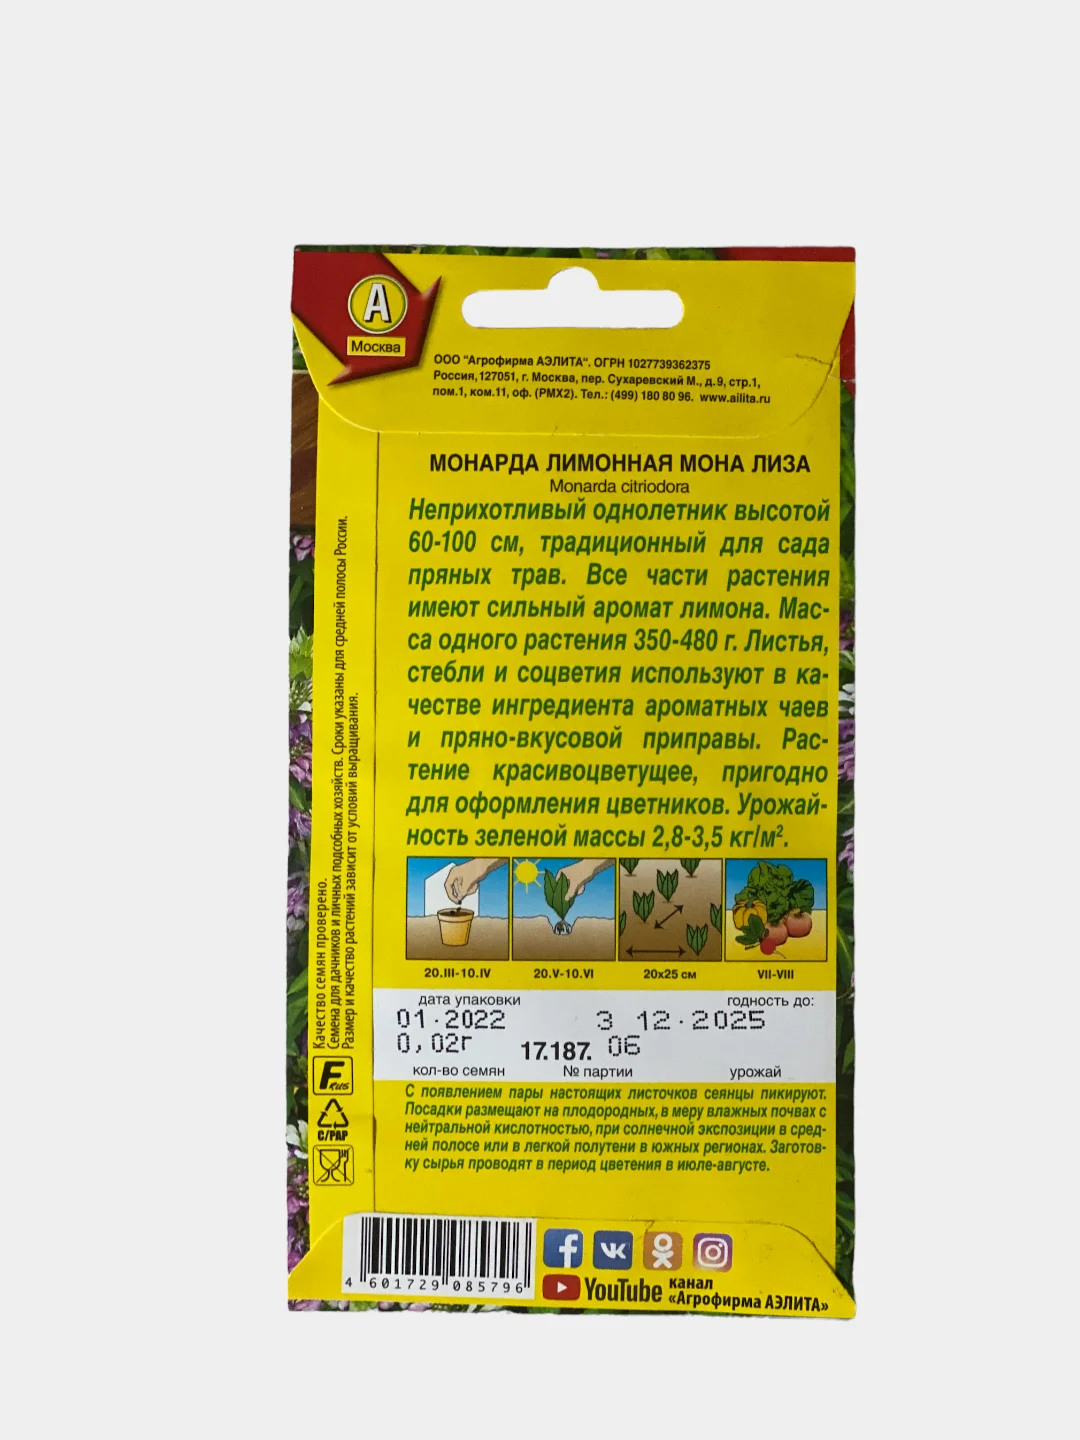 А
Москва
ООО "Агрофирма АЭЛИТА". ОГРН 1027739362375
Россия,127051, г. Москва, пер. Сухаревский М., д.9, стр.1,
пом.1, ком.11, оф. (РМХ2). Тел.: (499) 180 80 96. www.ailita.ru
МОНАРДА ЛИМОННАЯ МОНА ЛИЗА
Monarda citriodora
Неприхотливый однолетник высотой
60-100 см, традиционный для сада
пряных трав. Все части растения
имеют сильный аромат лимона. Мас-
са одного растения 350-480 г. Листья,
стебли и соцветия используют в ка-
честве ингредиента ароматных чаев
и пряно-вкусовой приправы. Рас-
тение красивоцветущее, пригодно
для оформления цветников. Урожай-
ность зеленой массы 2,8-3,5 кг/м².
20.III-10.IV 20.V-10.VI 20x25 см VII-VIII
дата упаковки годность до:
01.2022 3 12.2025
0,02г 17.187. 06
кол-во семян № партии урожай
С появлением пары настоящих листочков сеянцы пикируют.
Посадки размещают на плодородных, в меру влажных почвах с
нейтральной кислотностью, при солнечной экспозиции в сред-
ней полосе или в легкой полутени в южных регионах. Заготов-
ку сырья проводят в период цветения в июле-августе.
Качество семян проверено.
Семена для дачников и личных подсобных хозяйств. Сроки указаны для средней полосы России.
Размер и качество растений зависит от условий выращивания.
F RUS
C/PAP
4 601729 085796
YouTube канал
«Агрофирма АЭЛИТА»